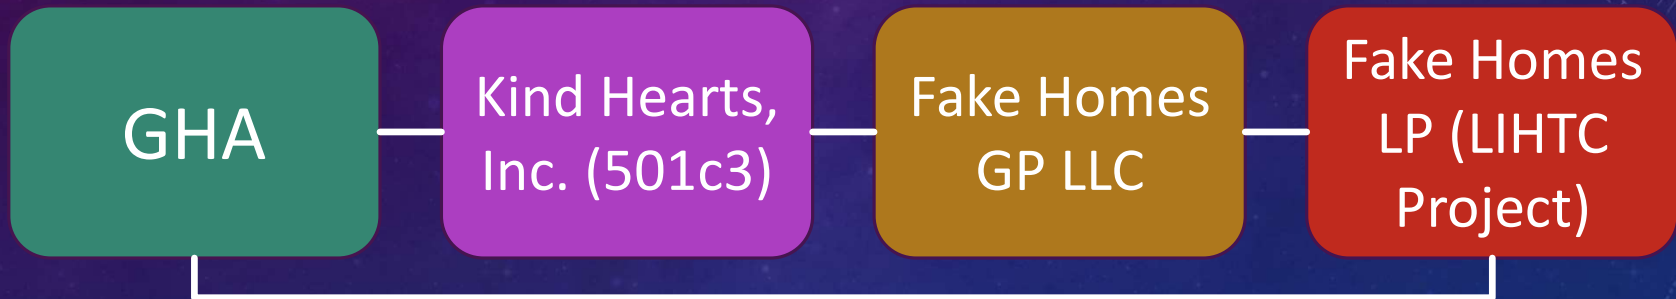 GHA
Kind Hearts,
Inc. (501c3)
Fake Homes
GP LLC
Fake Homes
LP (LIHTC
Project)